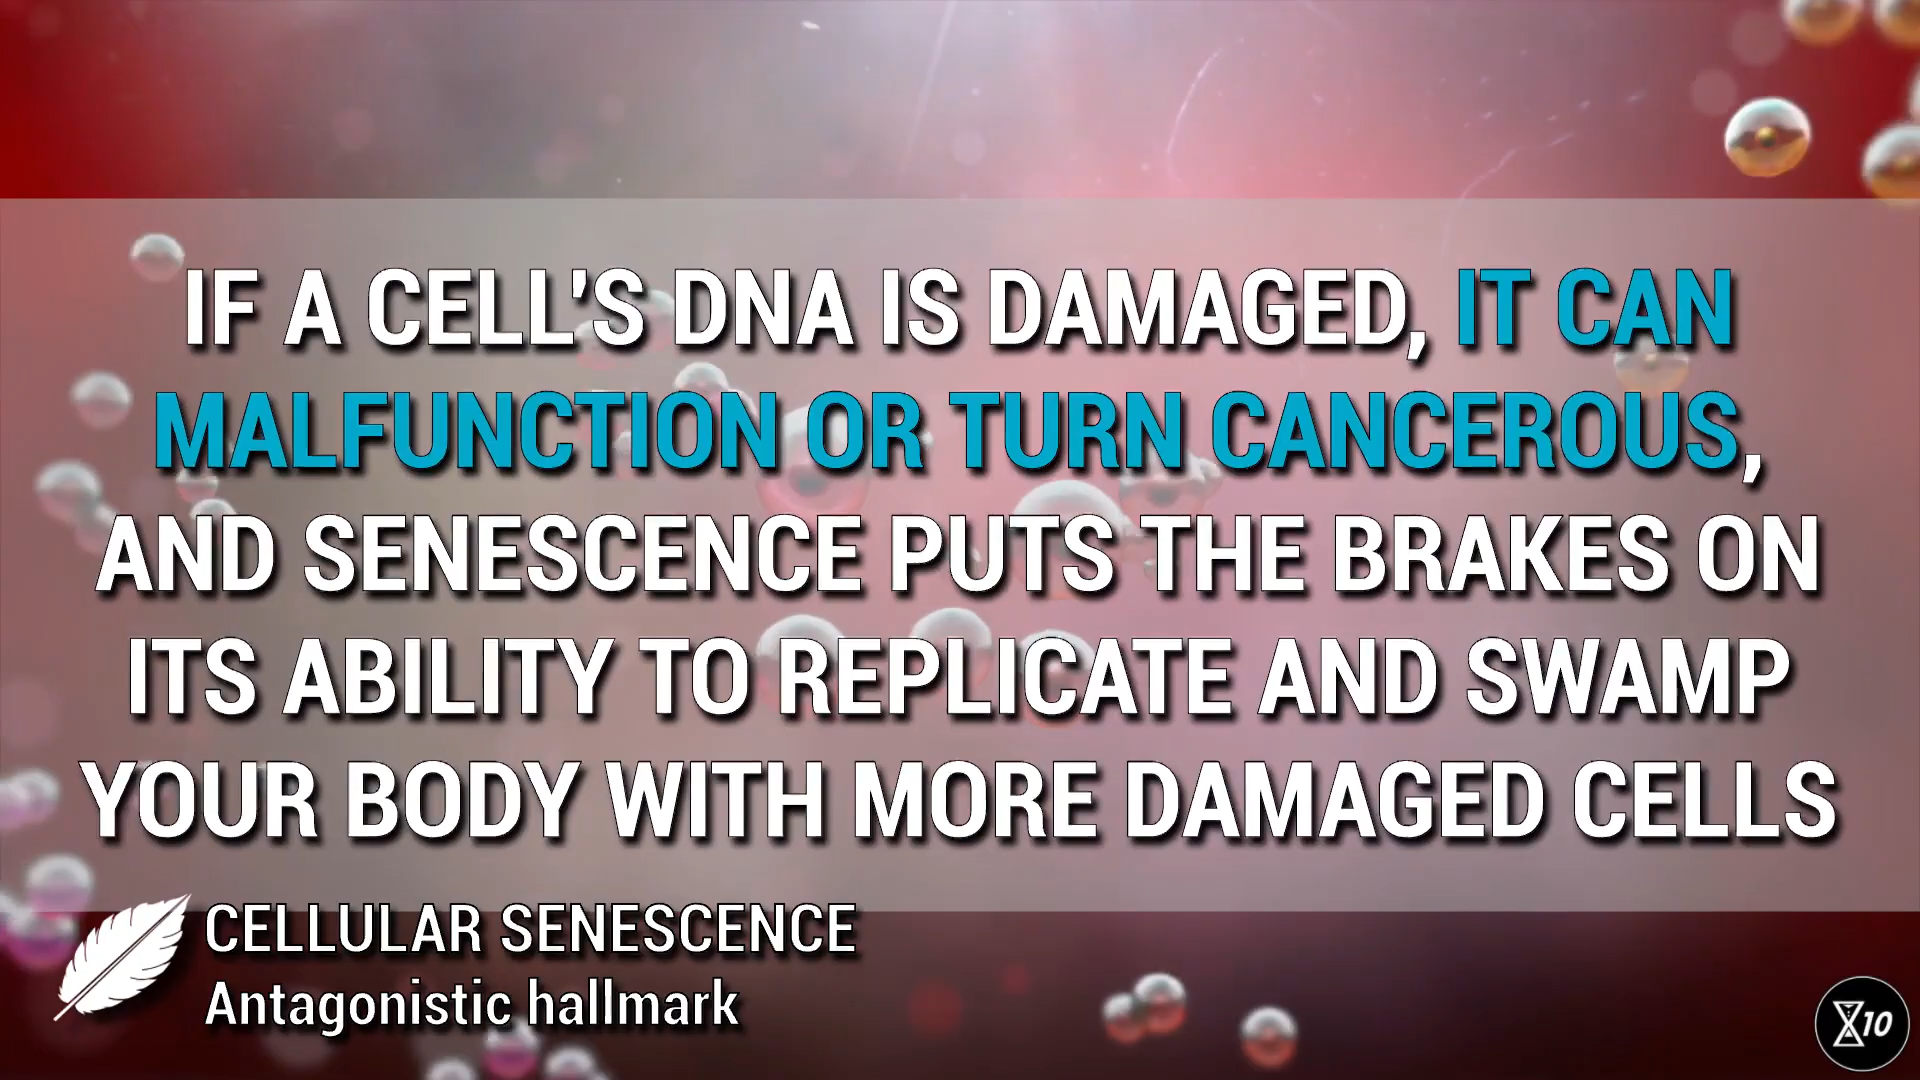 IF A CELL'S DNA IS DAMAGED, IT CAN
MALFUNCTION OR TURN CANCEROUS,
AND SENESCENCE PUTS THE BRAKES ON
ITS ABILITY TO REPLICATE AND SWAMP
YOUR BODY WITH MORE DAMAGED CELLS
CELLULAR SENESCENCE
Antagonistic hallmark
10